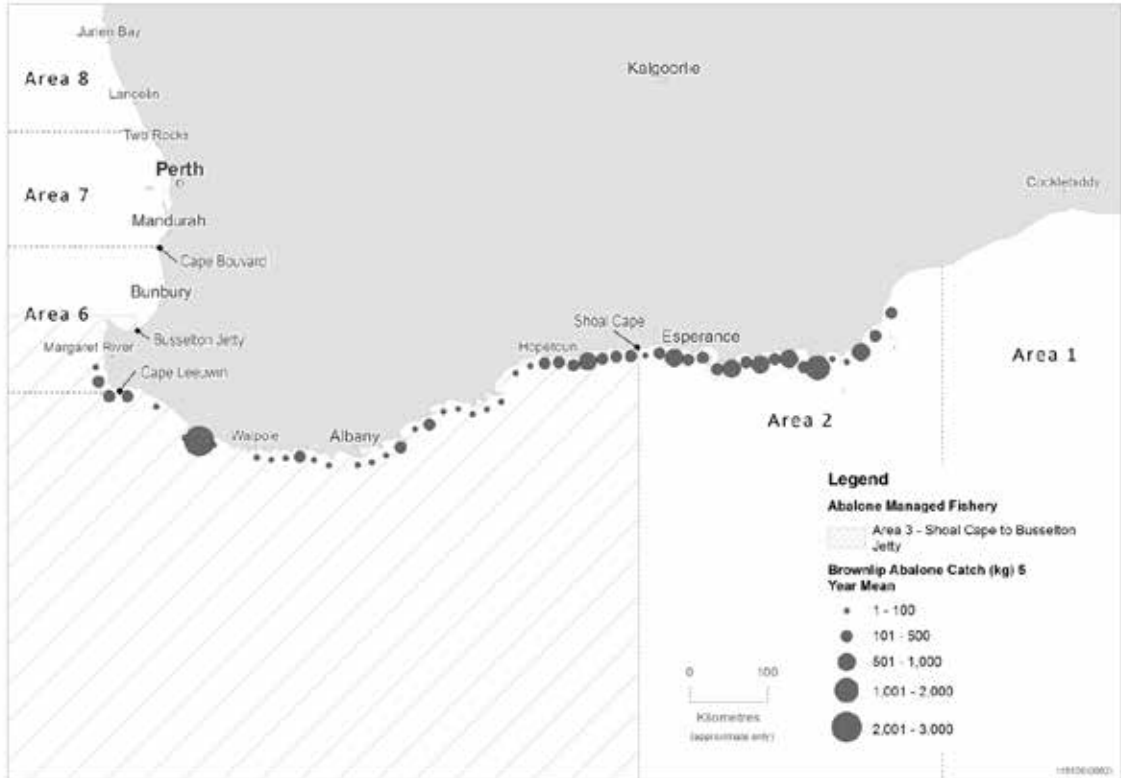 Jurien Bay
Area 8
Kalgoorlie
Lancelin
Two Rocks
Perth
Cocklebiddy
Area 7
Mandurah
Cape Bouvard
Bunbury
Area 6
Shoal Cape
Busselton Jetty
Esperance
Margaret River
Hopetoun
Area 1
Cape Leeuwin
Walpole
Albany
Area 2
Legend
Abalone Managed Fishery
Area 3 - Shoal Cape to Busselton
Jetty
Brownlip Abalone Catch (kg) 5
Year Mean
1 - 100
101 - 500
501 - 1,000
1,001 - 2,000
2,001 - 3,000
0
100
Kilometres
(approximate only)